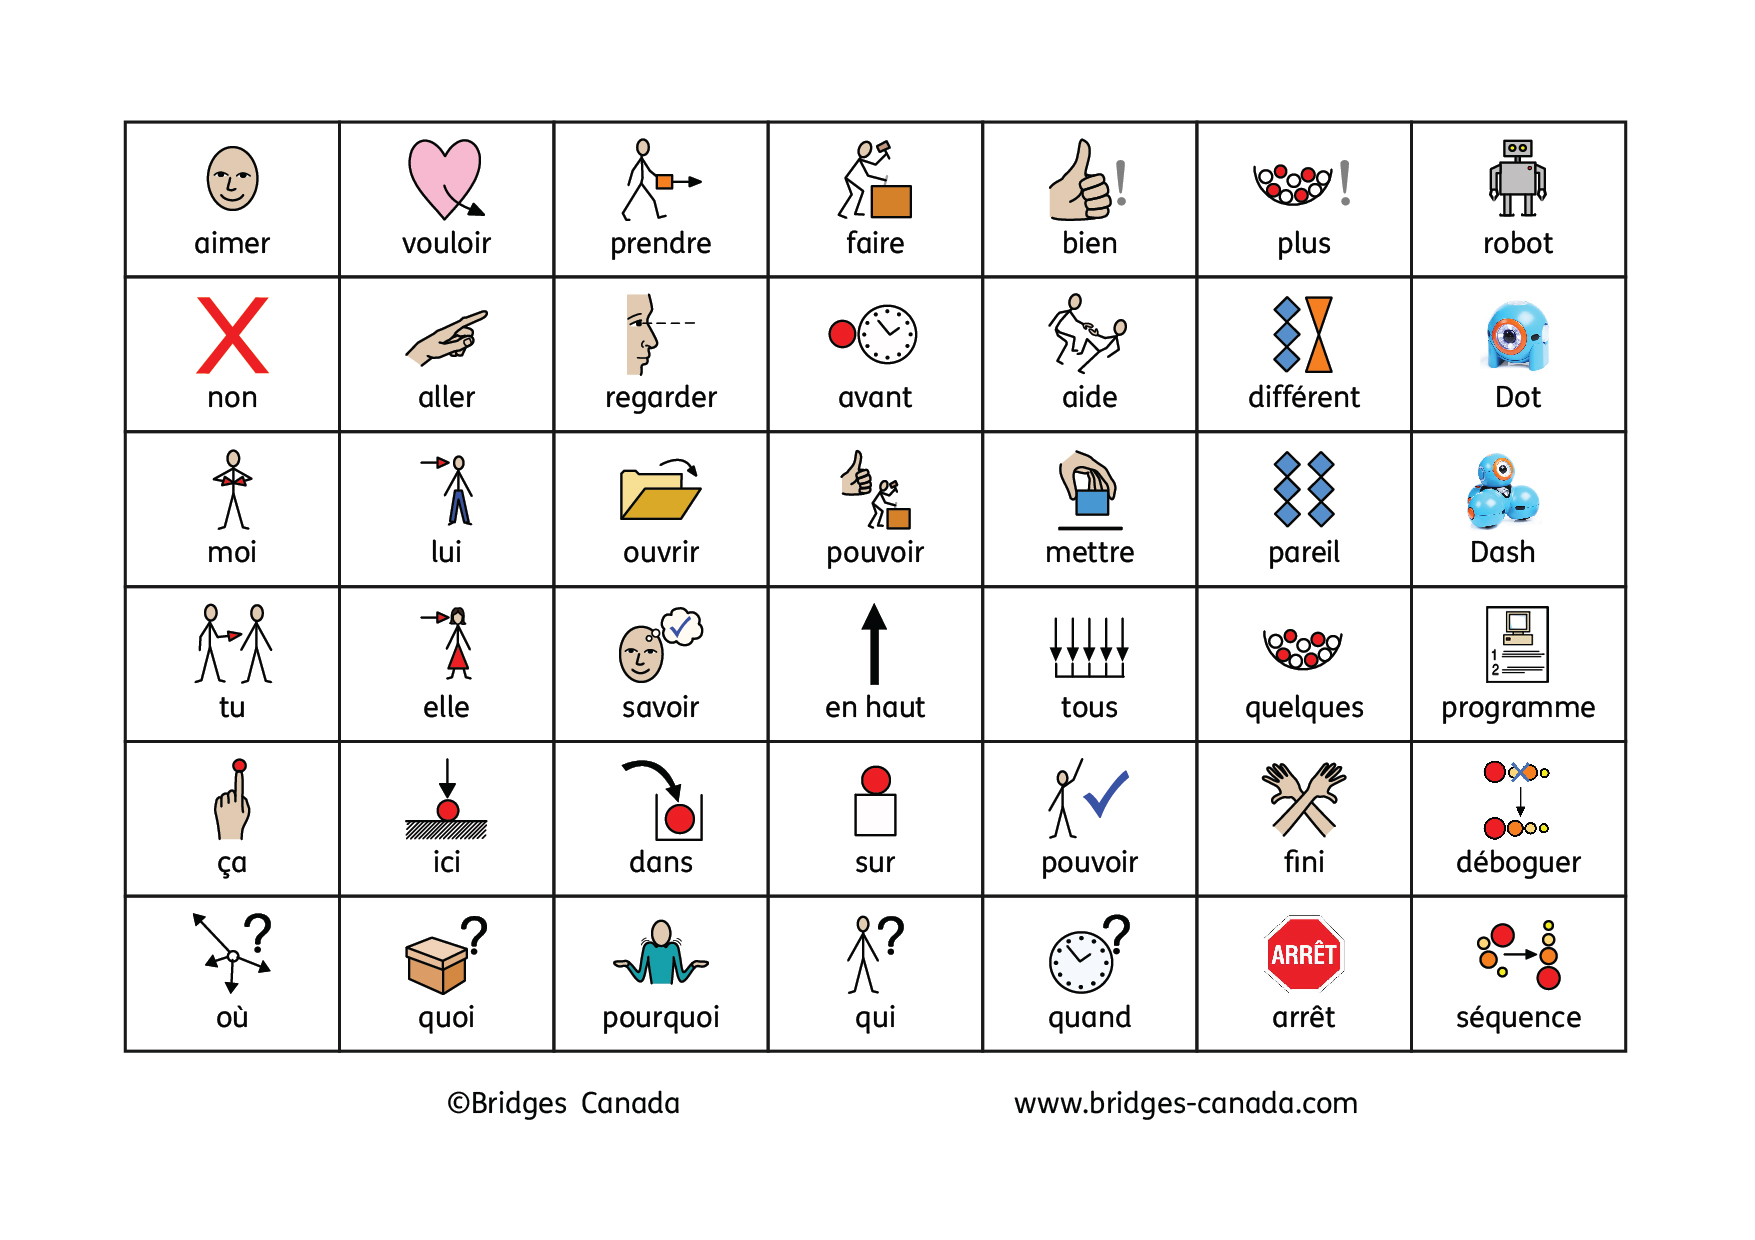 aimer vouloir prendre faire bien plus robot
non aller regarder avant aide différent Dot
moi lui ouvrir pouvoir mettre pareil Dash
1
2
tu elle savoir en haut tous quelques programme
ça ici dans sur pouvoir fini déboguer
? ? ? ? ARRÊT
où quoi pourquoi qui quand arrêt séquence
©Bridges Canada www.bridges-canada.com